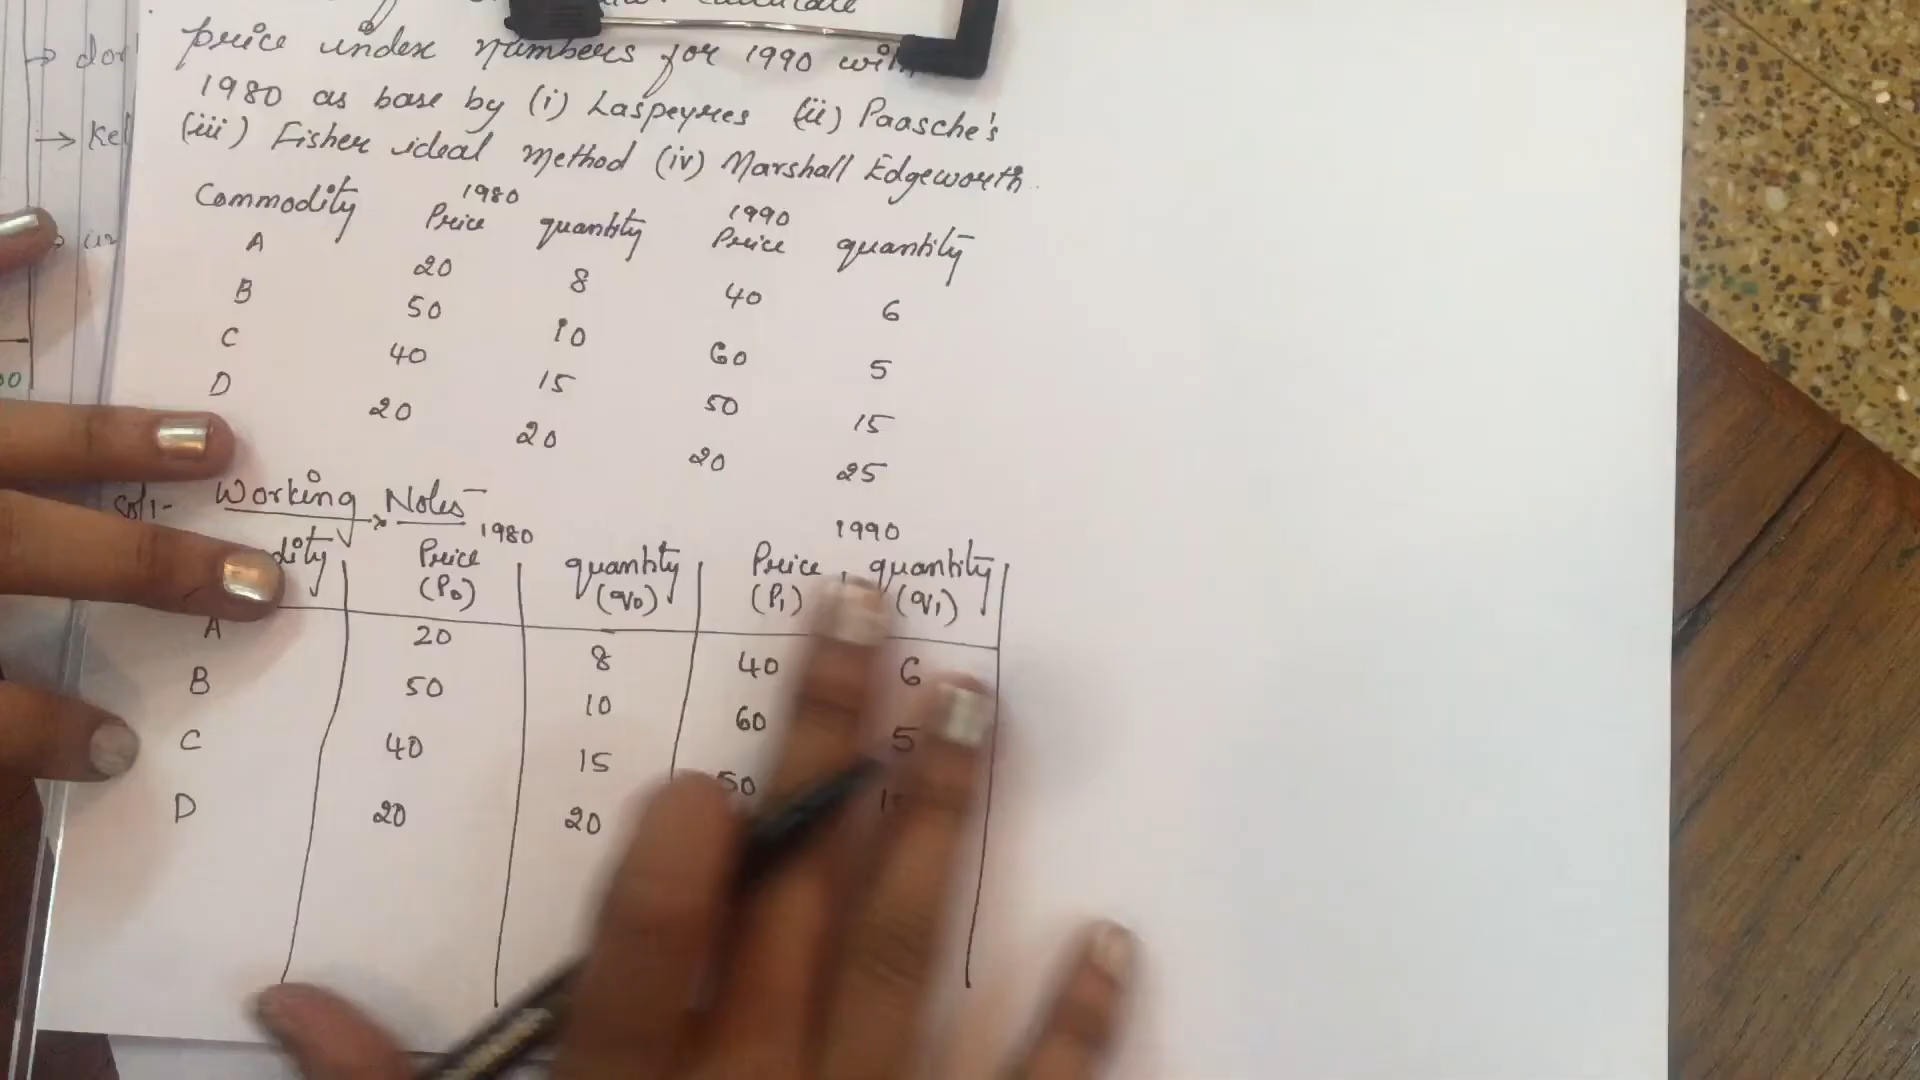 calculate
price index numbers for 1990 with
1980 as base by (i) Laspeyres (ii) Paasche's
(iii) Fisher ideal method (iv) Marshall Edgeworth.
1980 1990
Commodity Price quantity Price quantity
A 20 8 40 6
B 50 10 60 5
C 40 15 50 15
D 20 20 20 25
Sol:- Working Notes
1980 1990
dity Price quantity Price quantity
(P₀) (q₀) (P₁) (q₁)
A 20 8 40 6
B 50 10 60 5
C 40 15 50
D 20 20